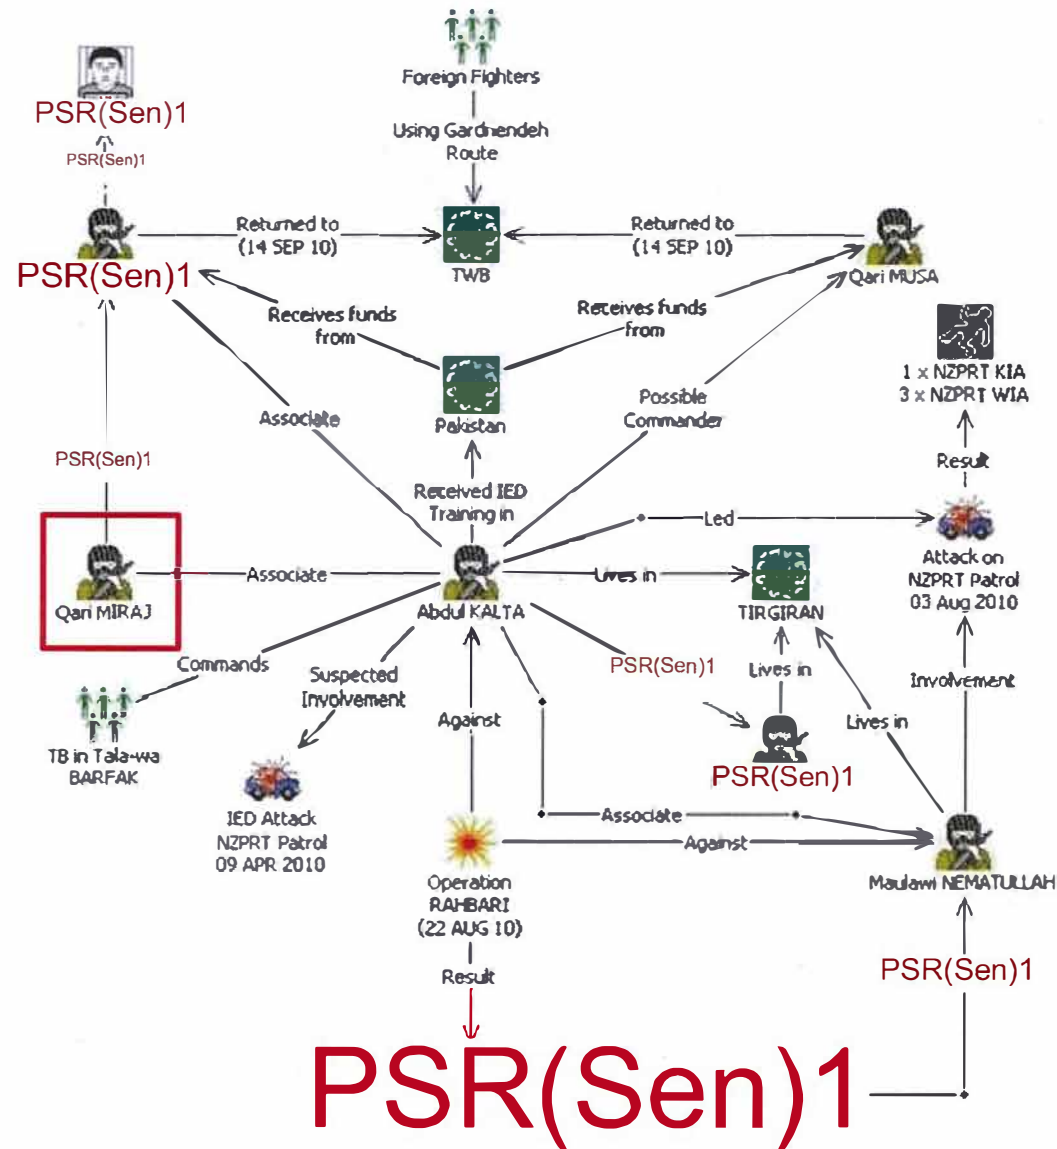 Foreign Fighters
PSR(Sen)1
PSR(Sen)1
Using Gardnendeh
Route
Returned to
(14 SEP 10)
Returned to
(14 SEP 10)
PSR(Sen)1
TWB
Qari MUSA
Receives funds
from
Receives funds
from
1 x NZPRT KIA
3 x NZPRT WIA
Pakistan
Possible
Commander
Associate
PSR(Sen)1
Result
Received IED
Training in
Led
Attack on
NZPRT Patrol
03 Aug 2010
Qari MIRAJ
Associate
Abdul KALTA
Lives in
TIRGIRAN
Commands
Suspected
Involvement
PSR(Sen)1
Lives in
Involvement
Against
Lives in
TB in Tala-wa
BARFAK
PSR(Sen)1
IED Attack
NZPRT Patrol
09 APR 2010
Associate
Against
Operation
RAHBARI
(22 AUG 10)
Maulawi NEMATULLAH
Result
PSR(Sen)1
PSR(Sen)1